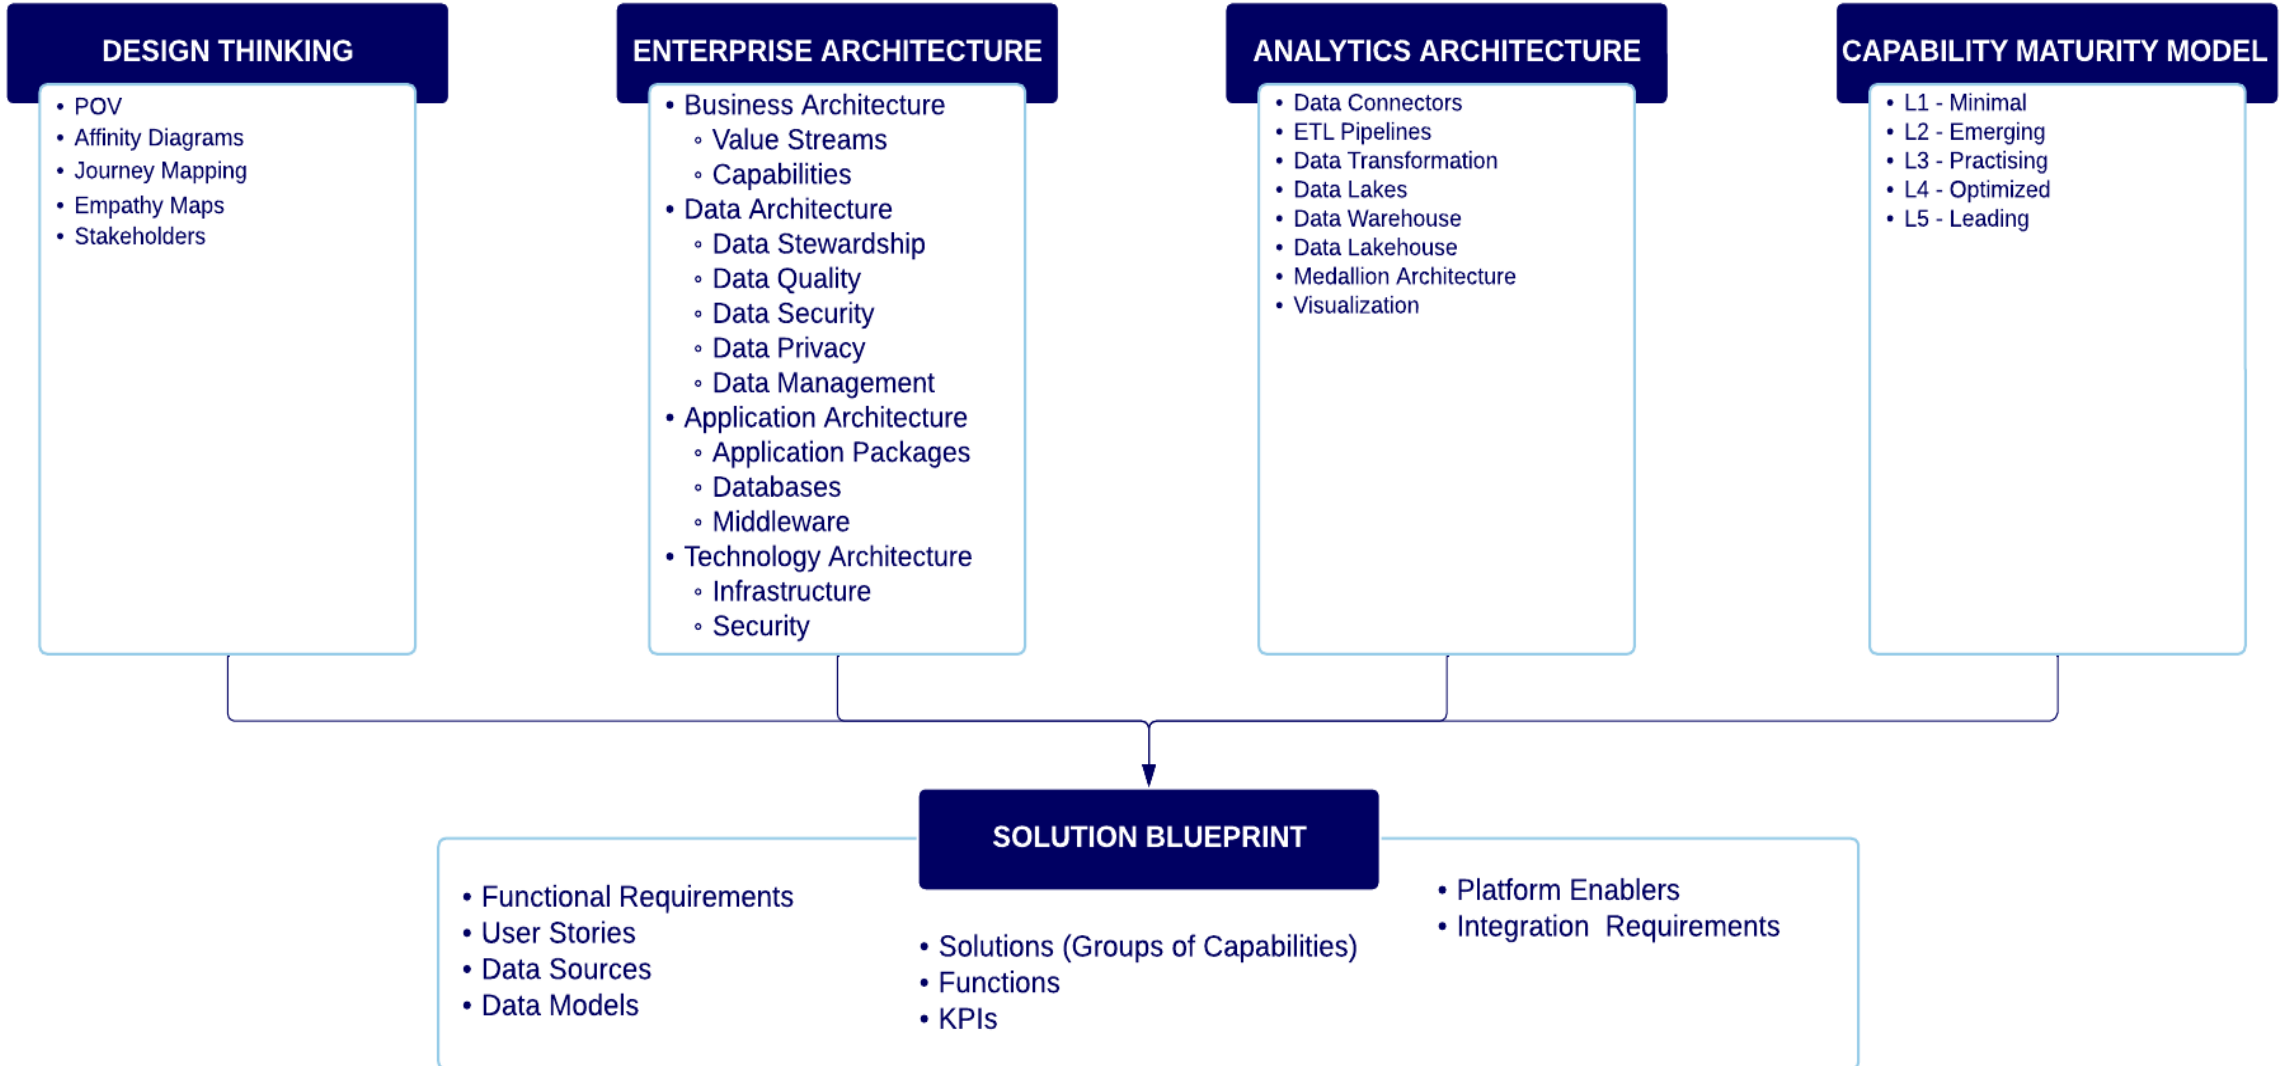 DESIGN THINKING
• POV
• Affinity Diagrams
• Journey Mapping
• Empathy Maps
• Stakeholders
ENTERPRISE ARCHITECTURE
• Business Architecture
◦ Value Streams
◦ Capabilities
• Data Architecture
◦ Data Stewardship
◦ Data Quality
◦ Data Security
◦ Data Privacy
◦ Data Management
• Application Architecture
◦ Application Packages
◦ Databases
◦ Middleware
• Technology Architecture
◦ Infrastructure
◦ Security
ANALYTICS ARCHITECTURE
• Data Connectors
• ETL Pipelines
• Data Transformation
• Data Lakes
• Data Warehouse
• Data Lakehouse
• Medallion Architecture
• Visualization
CAPABILITY MATURITY MODEL
• L1 - Minimal
• L2 - Emerging
• L3 - Practising
• L4 - Optimized
• L5 - Leading
SOLUTION BLUEPRINT
• Functional Requirements
• User Stories
• Data Sources
• Data Models
• Solutions (Groups of Capabilities)
• Functions
• KPIs
• Platform Enablers
• Integration  Requirements